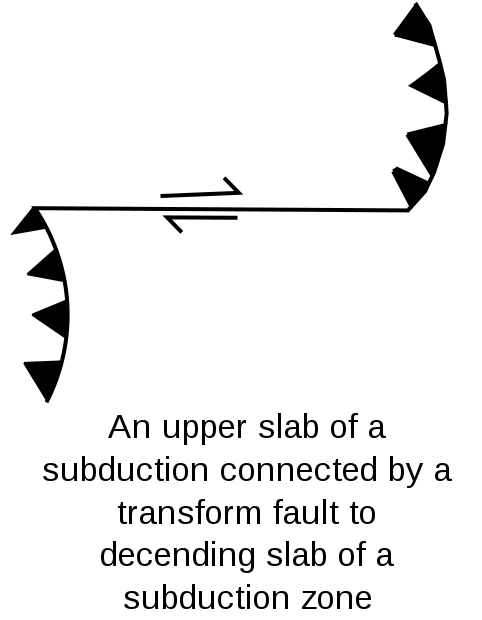 An upper slab of a
subduction connected by a
transform fault to
decending slab of a
subduction zone